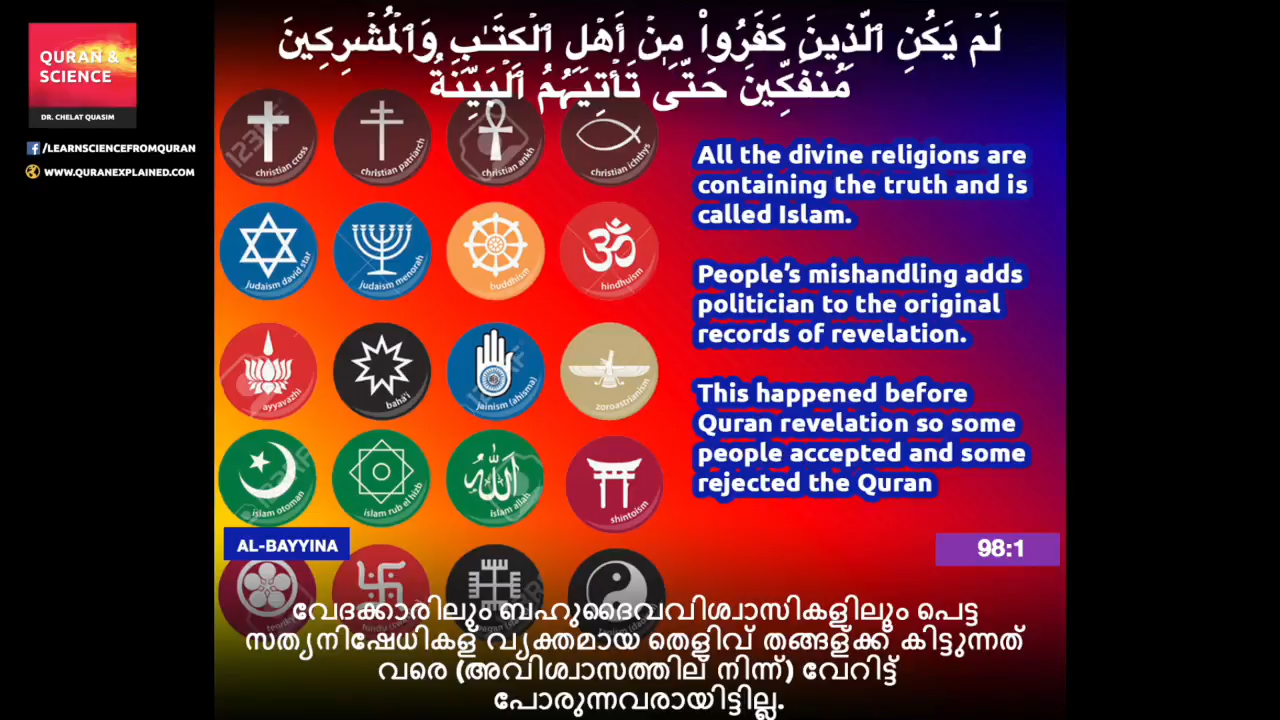 لَمْ يَكُنِ ٱلَّذِينَ كَفَرُوا۟ مِنْ أَهْلِ ٱلْكِتَـٰبِ وَٱلْمُشْرِكِينَ
مُنفَكِّينَ حَتَّىٰ تَأْتِيَهُمُ ٱلْبَيِّنَةُ
QURAN &
SCIENCE
DR. CHELAT QUASIM
/LEARNSCIENCEFROMQURAN
WWW.QURANEXPLAINED.COM
christian cross
christian patriarch
christian ankh
christian ichthys
judaism david star
judaism menorah
buddhism
hinduism
ayyavazhi
bahá'í
jainism (ahisma)
zoroastrianism
islam otoman
islam rub el hizb
islam allah
shintoism
All the divine religions are
containing the truth and is
called Islam.
People’s mishandling adds
politician to the original
records of revelation.
This happened before
Quran revelation so some
people accepted and some
rejected the Quran
AL-BAYYINA
98:1
വേദക്കാരിലും ബഹുദൈവവിശ്വാസികളിലൂം പെട്ട
സത്യനിഷേധികള് വ്യക്തമായ തെളിവ് തങ്ങള്ക്ക് കിട്ടുന്നത്
വരെ (അവിശ്വാസത്തില് നിന്ന്) വേറിട്ട്
പോരുന്നവരായിട്ടില്ല.